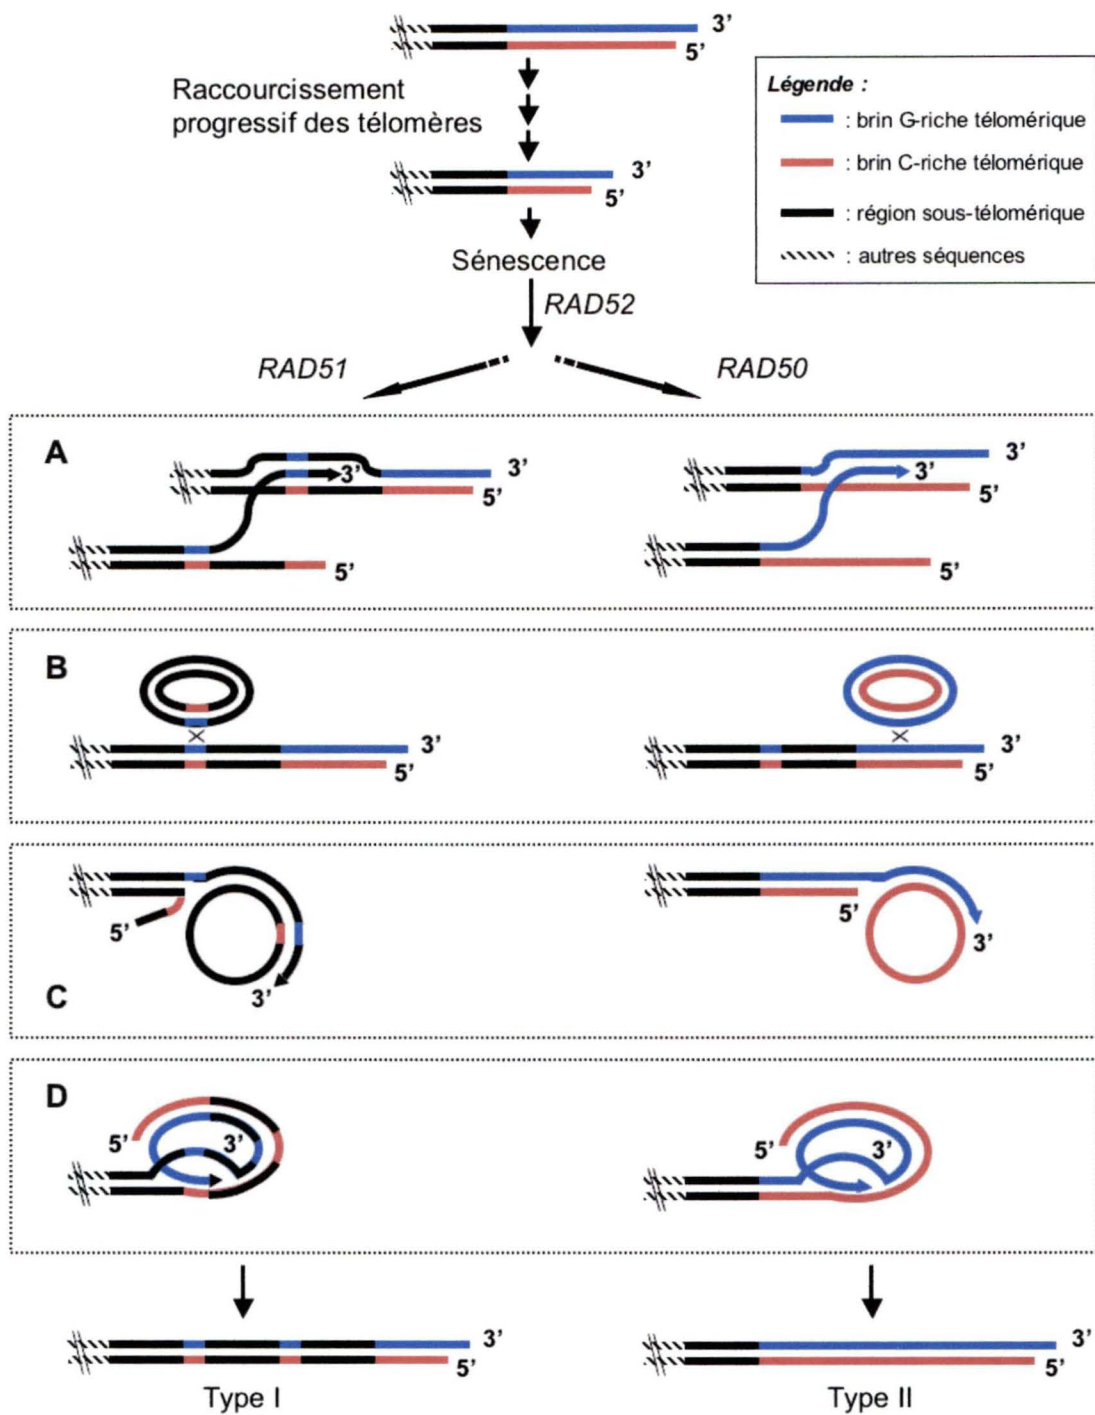 3’
5’
Raccourcissement
progressif des télomères
3’
5’
Légende :
: brin G-riche télomérique
: brin C-riche télomérique
: région sous-télomérique
: autres séquences
Sénescence
RAD52
RAD51
RAD50
A
3’
3’
5’
5’
3’
3’
5’
5’
B
3’
5’
3’
5’
C
5’
3’
5’
3’
D
5’
3’
5’
3’
3’
5’
Type I
3’
5’
Type II